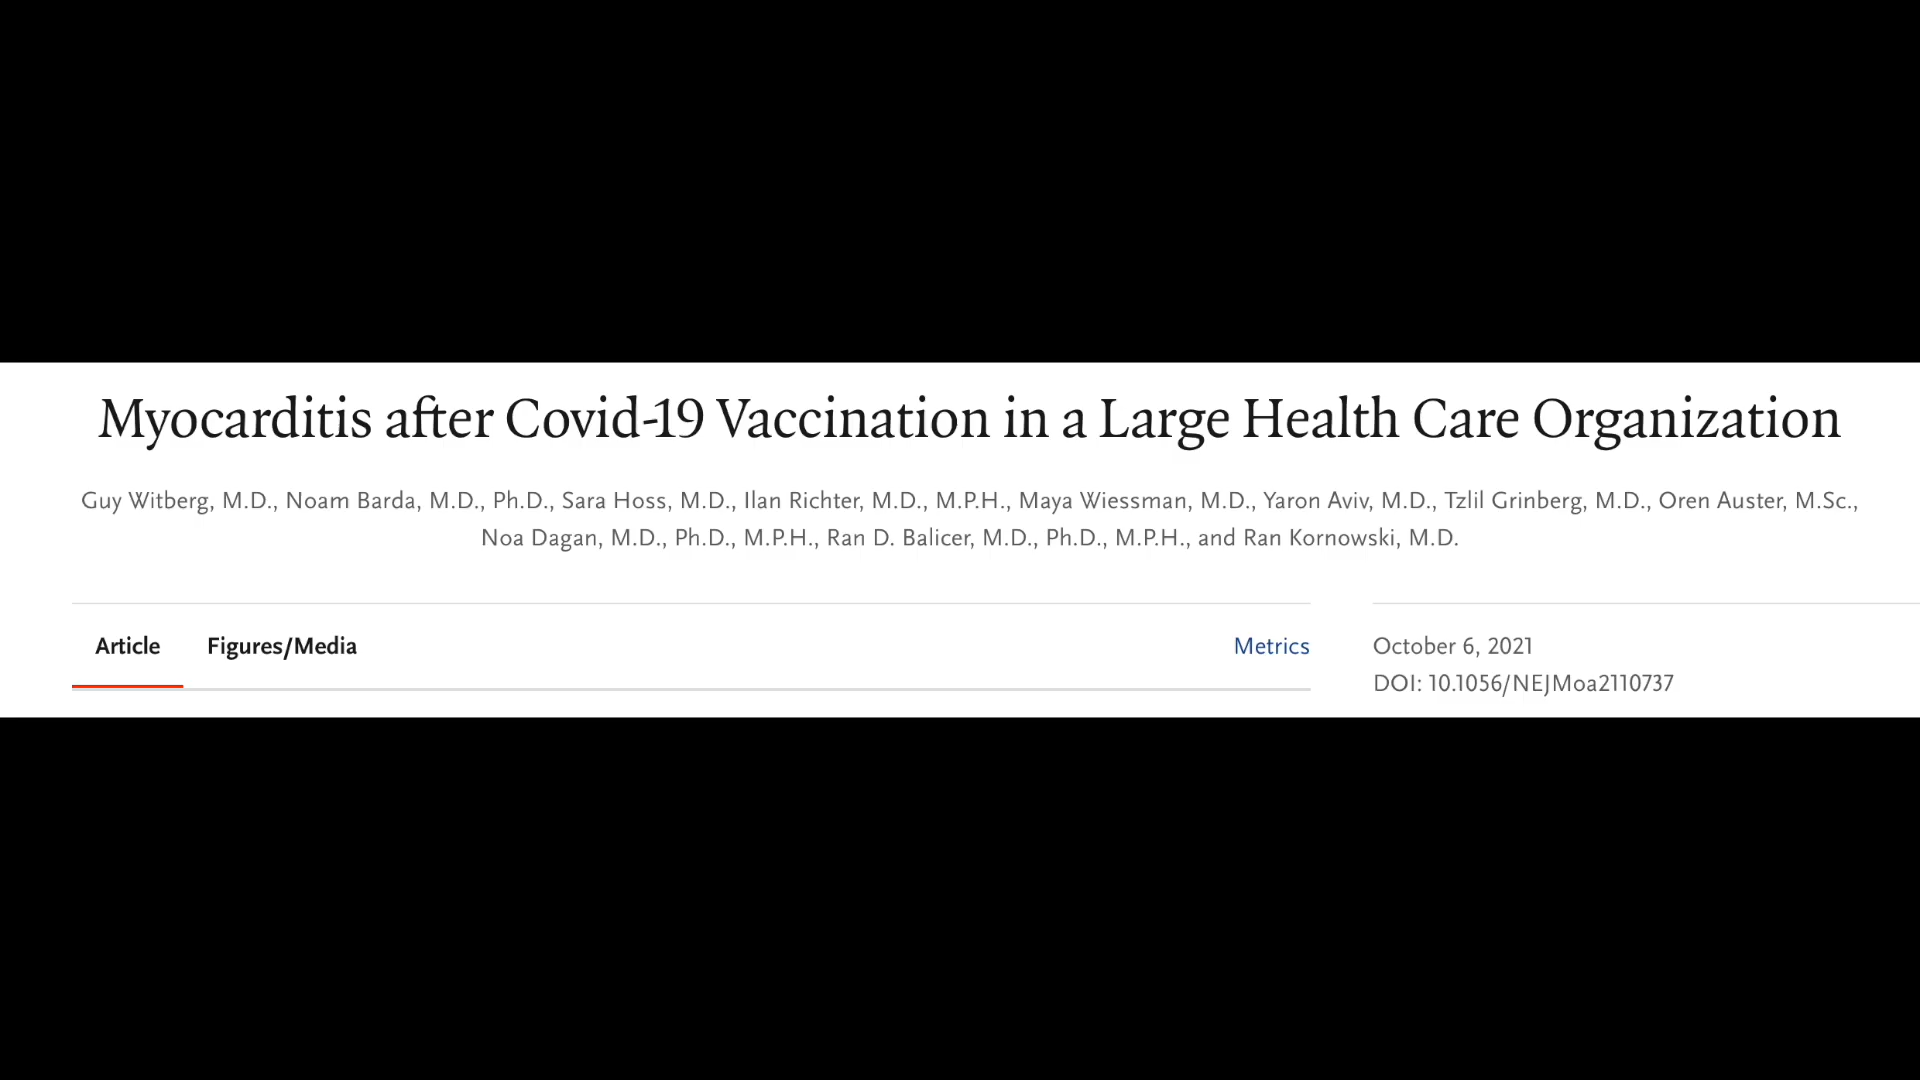 Myocarditis after Covid-19 Vaccination in a Large Health Care Organization
Guy Witberg, M.D., Noam Barda, M.D., Ph.D., Sara Hoss, M.D., Ilan Richter, M.D., M.P.H., Maya Wiessman, M.D., Yaron Aviv, M.D., Tzlil Grinberg, M.D., Oren Auster, M.Sc.,
Noa Dagan, M.D., Ph.D., M.P.H., Ran D. Balicer, M.D., Ph.D., M.P.H., and Ran Kornowski, M.D.
Article Figures/Media Metrics
October 6, 2021
DOI: 10.1056/NEJMoa2110737